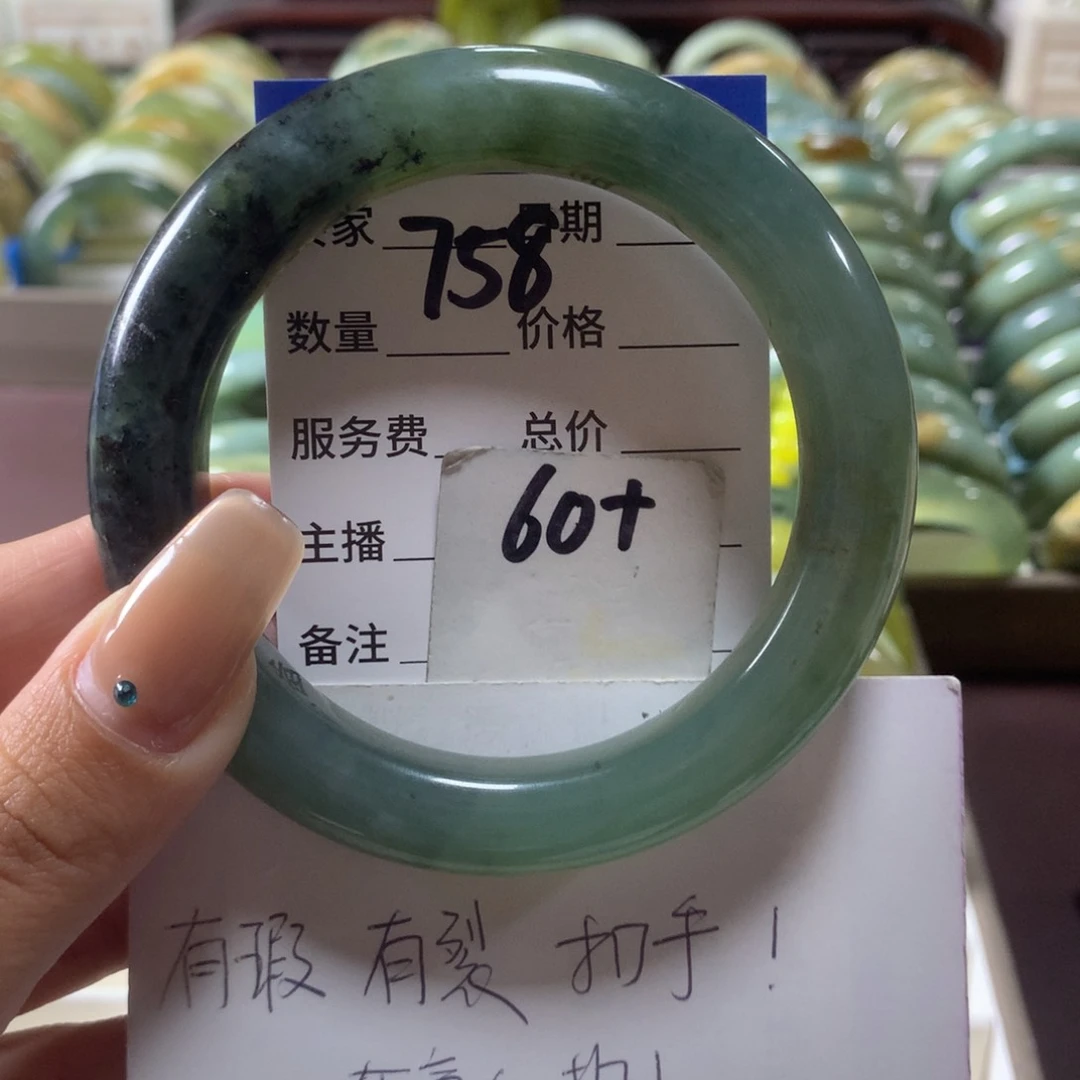 家 758 期
数量 价格
服务费 总价
60+
主播
备注
有瑕 有裂 扣手！